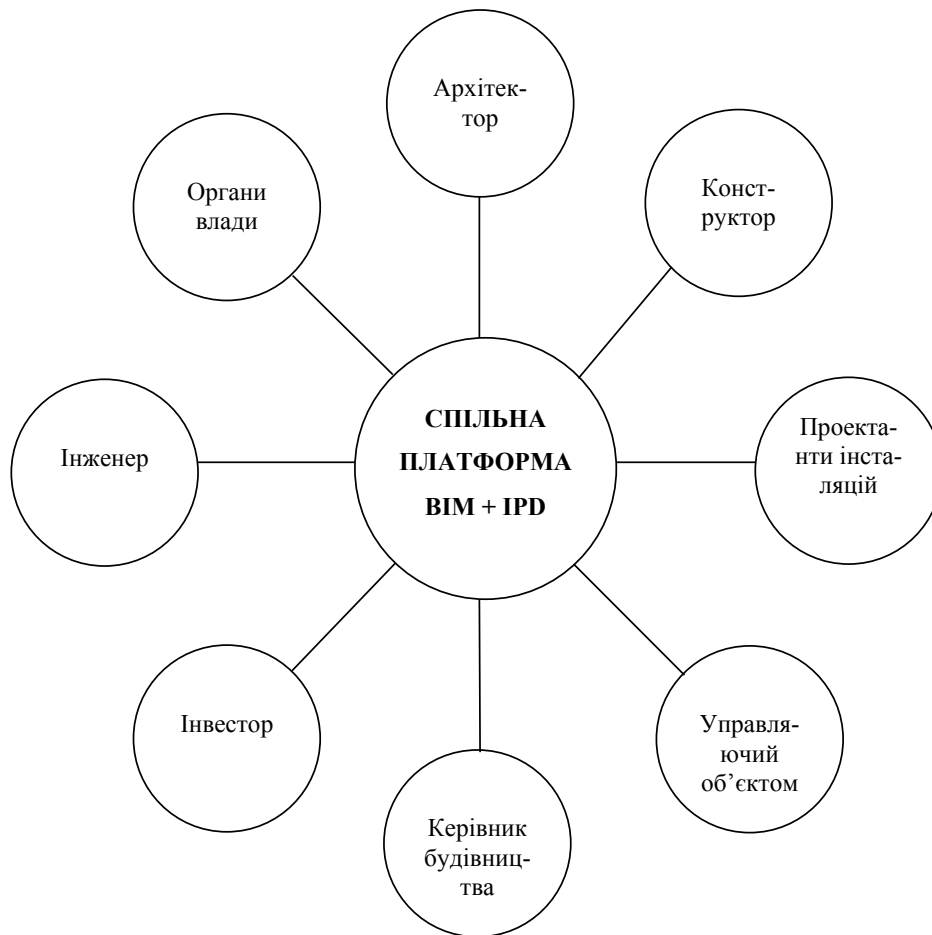 Архітек-
тор
Органи
влади
Конст-
руктор
СПІЛЬНА
ПЛАТФОРМА
BIM + IPD
Інженер
Проекта-
нти інста-
ляцій
Інвестор
Управля-
ючий
об’єктом
Керівник
будівниц-
тва